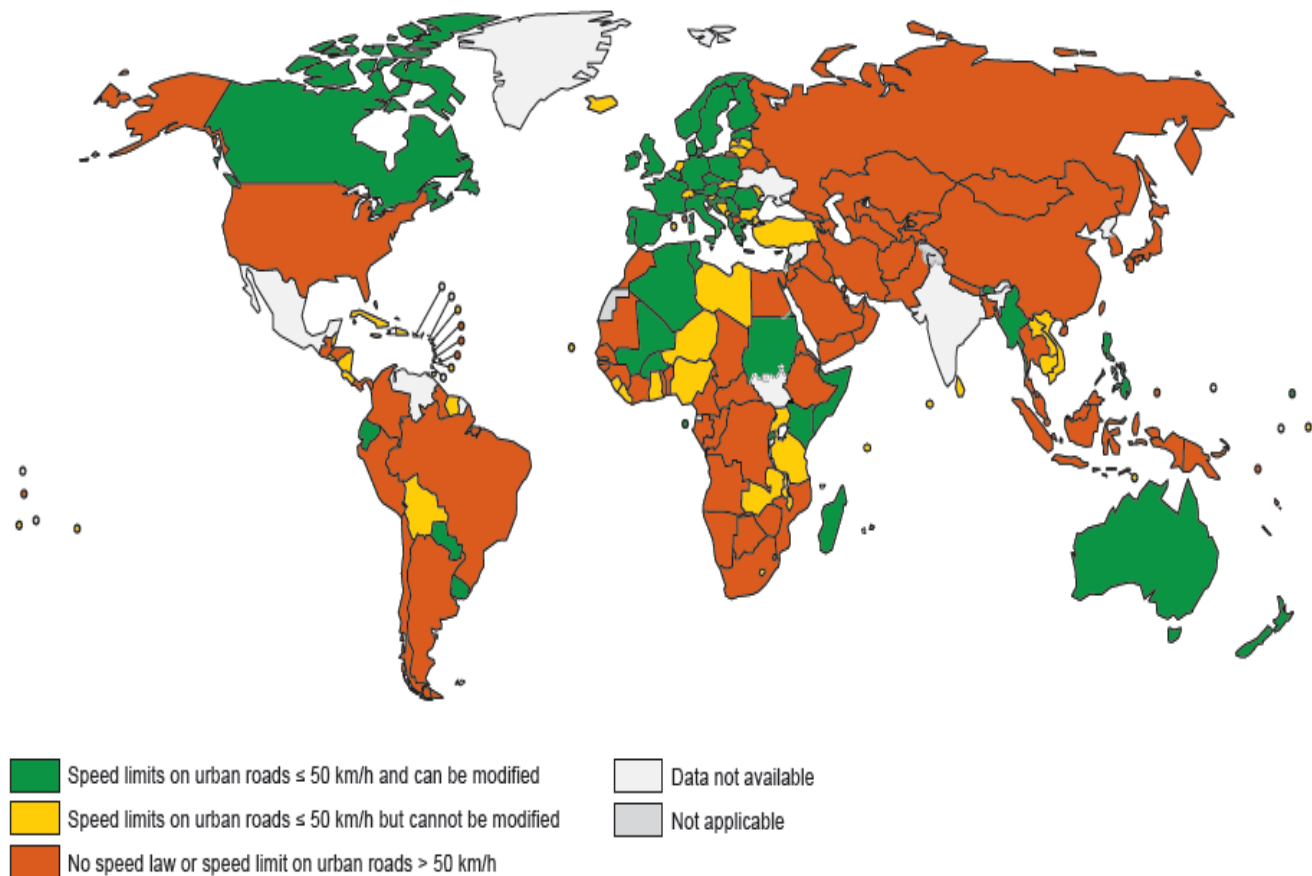 Speed limits on urban roads ≤ 50 km/h and can be modified
Speed limits on urban roads ≤ 50 km/h but cannot be modified
No speed law or speed limit on urban roads > 50 km/h
Data not available
Not applicable